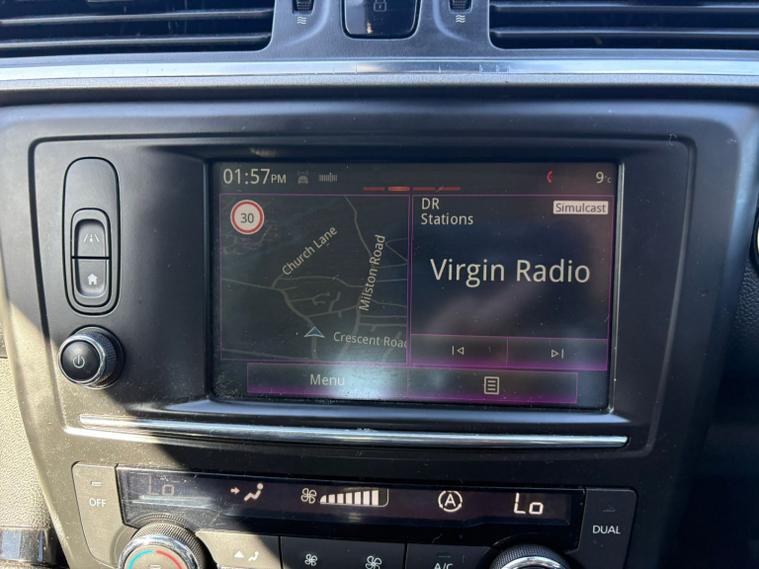 01:57PM
9°C
30
Church Lane
Milston Road
Crescent Road
DR
Stations
Simulcast
Virgin Radio
Menu
OFF
Lo
A
Lo
DUAL
A/C